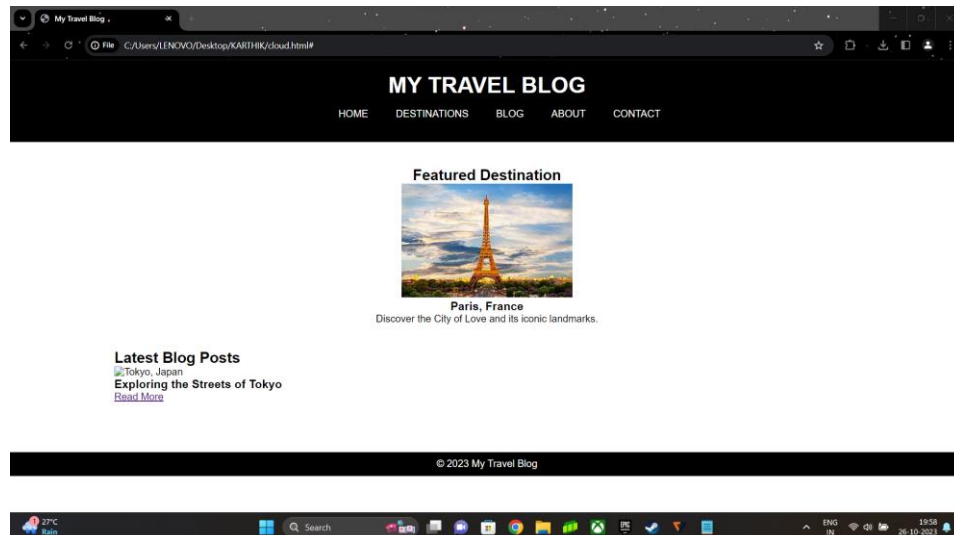 My Travel Blog .
File C:/Users/LENOVO/Desktop/KARTHIK/cloud.html#
MY TRAVEL BLOG
HOME DESTINATIONS BLOG ABOUT CONTACT
Featured Destination
Paris, France
Discover the City of Love and its iconic landmarks.
Latest Blog Posts
Tokyo, Japan
Exploring the Streets of Tokyo
Read More
© 2023 My Travel Blog
1 27°C Search ENG 19:58
Rain IN 26-10-2023